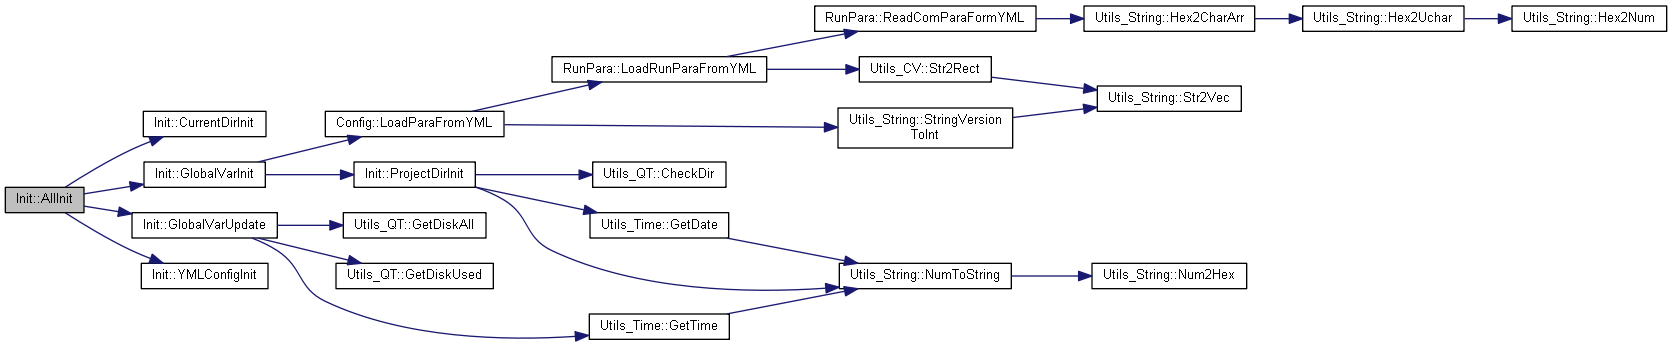 RunPara::ReadComParaFormYML
Utils_String::Hex2CharArr
Utils_String::Hex2Uchar
Utils_String::Hex2Num
RunPara::LoadRunParaFromYML
Utils_CV::Str2Rect
Utils_String::Str2Vec
Init::CurrentDirInit
Config::LoadParaFromYML
Utils_String::StringVersion
ToInt
Init::GlobalVarInit
Init::ProjectDirInit
Utils_QT::CheckDir
Init::AllInit
Init::GlobalVarUpdate
Utils_QT::GetDiskAll
Utils_Time::GetDate
Init::YMLConfigInit
Utils_QT::GetDiskUsed
Utils_String::NumToString
Utils_String::Num2Hex
Utils_Time::GetTime